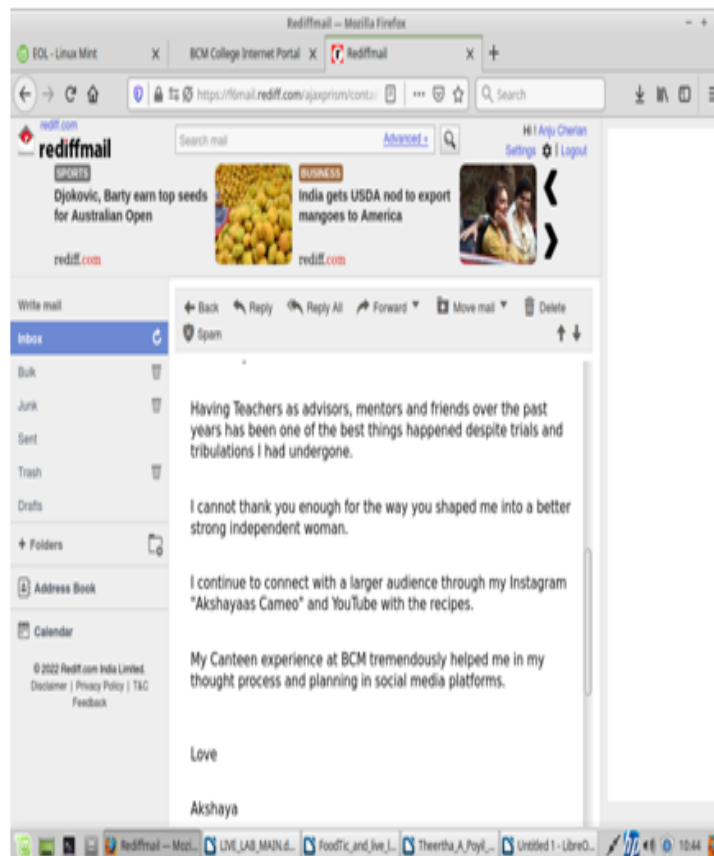 Rediffmail — Mozilla Firefox
EOL - Linux Mint X BCM College Internet Portal X Rediffmail X +
https://f6mail.rediff.com/ajaxprism/contai Search
rediff.com
rediffmail
Search mail Advanced
Hi ! Anju Cherian
Settings | Logout
SPORTS
Djokovic, Barty earn top seeds
for Australian Open
rediff.com
BUSINESS
India gets USDA nod to export
mangoes to America
rediff.com
Write mail
Inbox
Bulk
Junk
Sent
Trash
Drafts
+ Folders
Address Book
Calendar
© 2022 Rediff.com India Limited.
Disclaimer | Privacy Policy | T&C
Feedback
Back Reply Reply All Forward Move mail Delete
Spam
Having Teachers as advisors, mentors and friends over the past
years has been one of the best things happened despite trials and
tribulations I had undergone.
I cannot thank you enough for the way you shaped me into a better
strong independent woman.
I continue to connect with a larger audience through my Instagram
"Akshayaas Cameo" and YouTube with the recipes.
My Canteen experience at BCM tremendously helped me in my
thought process and planning in social media platforms.
Love
Akshaya
Rediffmail — Mozi... LIVE_LAB_MAIN.d... FoodTic_and_live_l... Theertha_A_Poyil_... Untitled 1 - LibreO... hp 10:44